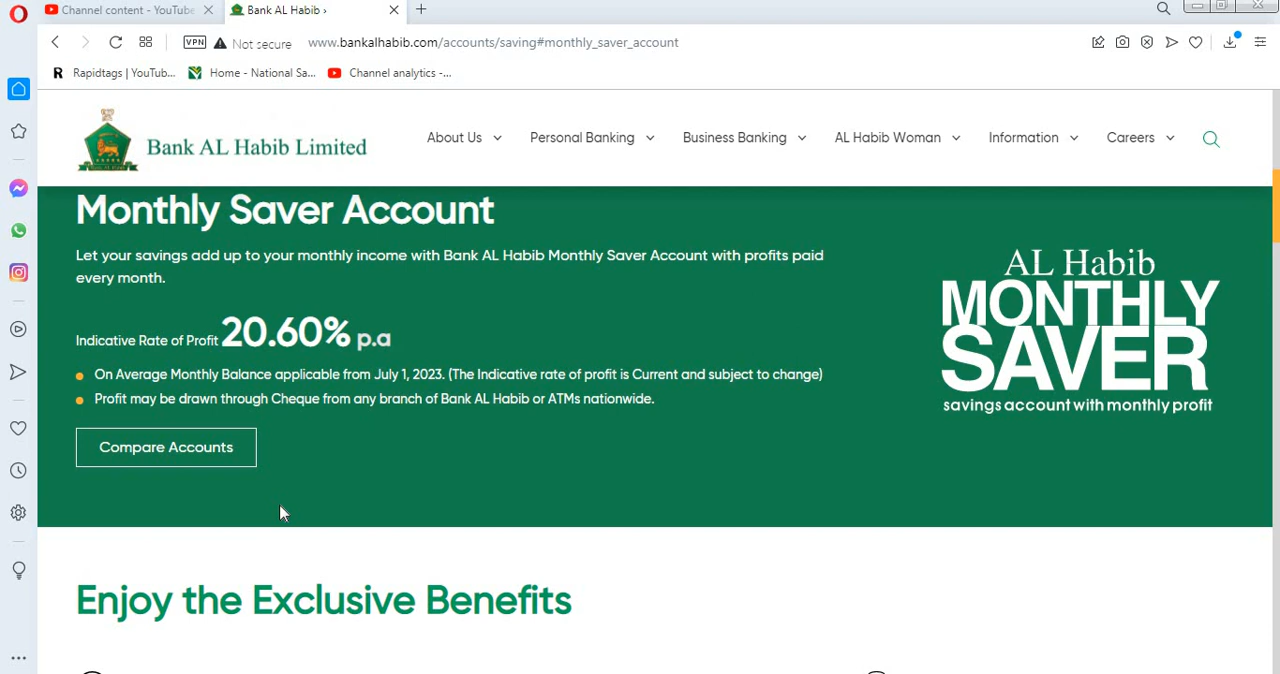 Channel content - YouTube
Bank AL Habib ›
VPN
Not secure
www.bankalhabib.com/accounts/saving#monthly_saver_account
R
Rapidtags | YouTub...
Home - National Sa...
Channel analytics -...
Bank AL Habib Limited
About Us
Personal Banking
Business Banking
AL Habib Woman
Information
Careers
Monthly Saver Account
Let your savings add up to your monthly income with Bank AL Habib Monthly Saver Account with profits paid
every month.
Indicative Rate of Profit 20.60% p.a
On Average Monthly Balance applicable from July 1, 2023. (The Indicative rate of profit is Current and subject to change)
Profit may be drawn through Cheque from any branch of Bank AL Habib or ATMs nationwide.
Compare Accounts
AL Habib
MONTHLY
SAVER
savings account with monthly profit
Enjoy the Exclusive Benefits